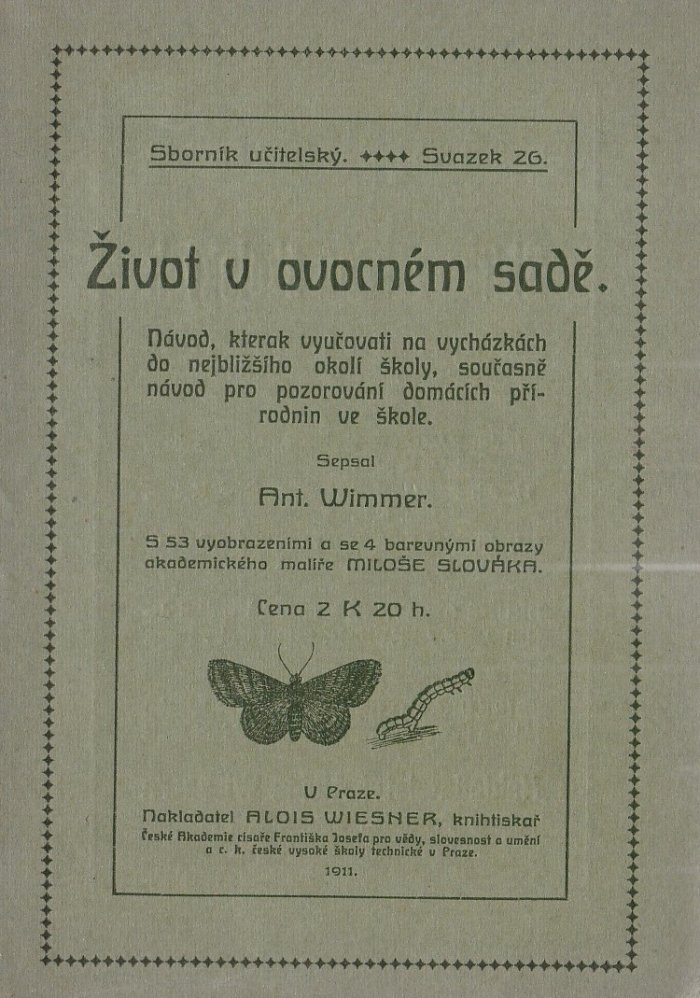 Sborník učitelský. ✦✦✦✦ Svazek 26.
Život v ovocném sadě.
Návod, kterak vyučovati na vycházkách
do nejbližšího okolí školy, současně
návod pro pozorování domácích pří-
rodnin ve škole.
Sepsal
Ant. Wimmer.
S 53 vyobrazeními a se 4 barevnými obrazy
akademického malíře MILOŠE SLOVÁKA.
Cena 2 K 20 h.
V Praze.
Nakladatel ALOIS WIESNER, knihtiskař
České Akademie císaře Františka Josefa pro vědy, slovesnost a umění
a c. k. české vysoké školy technické v Praze.
1911.